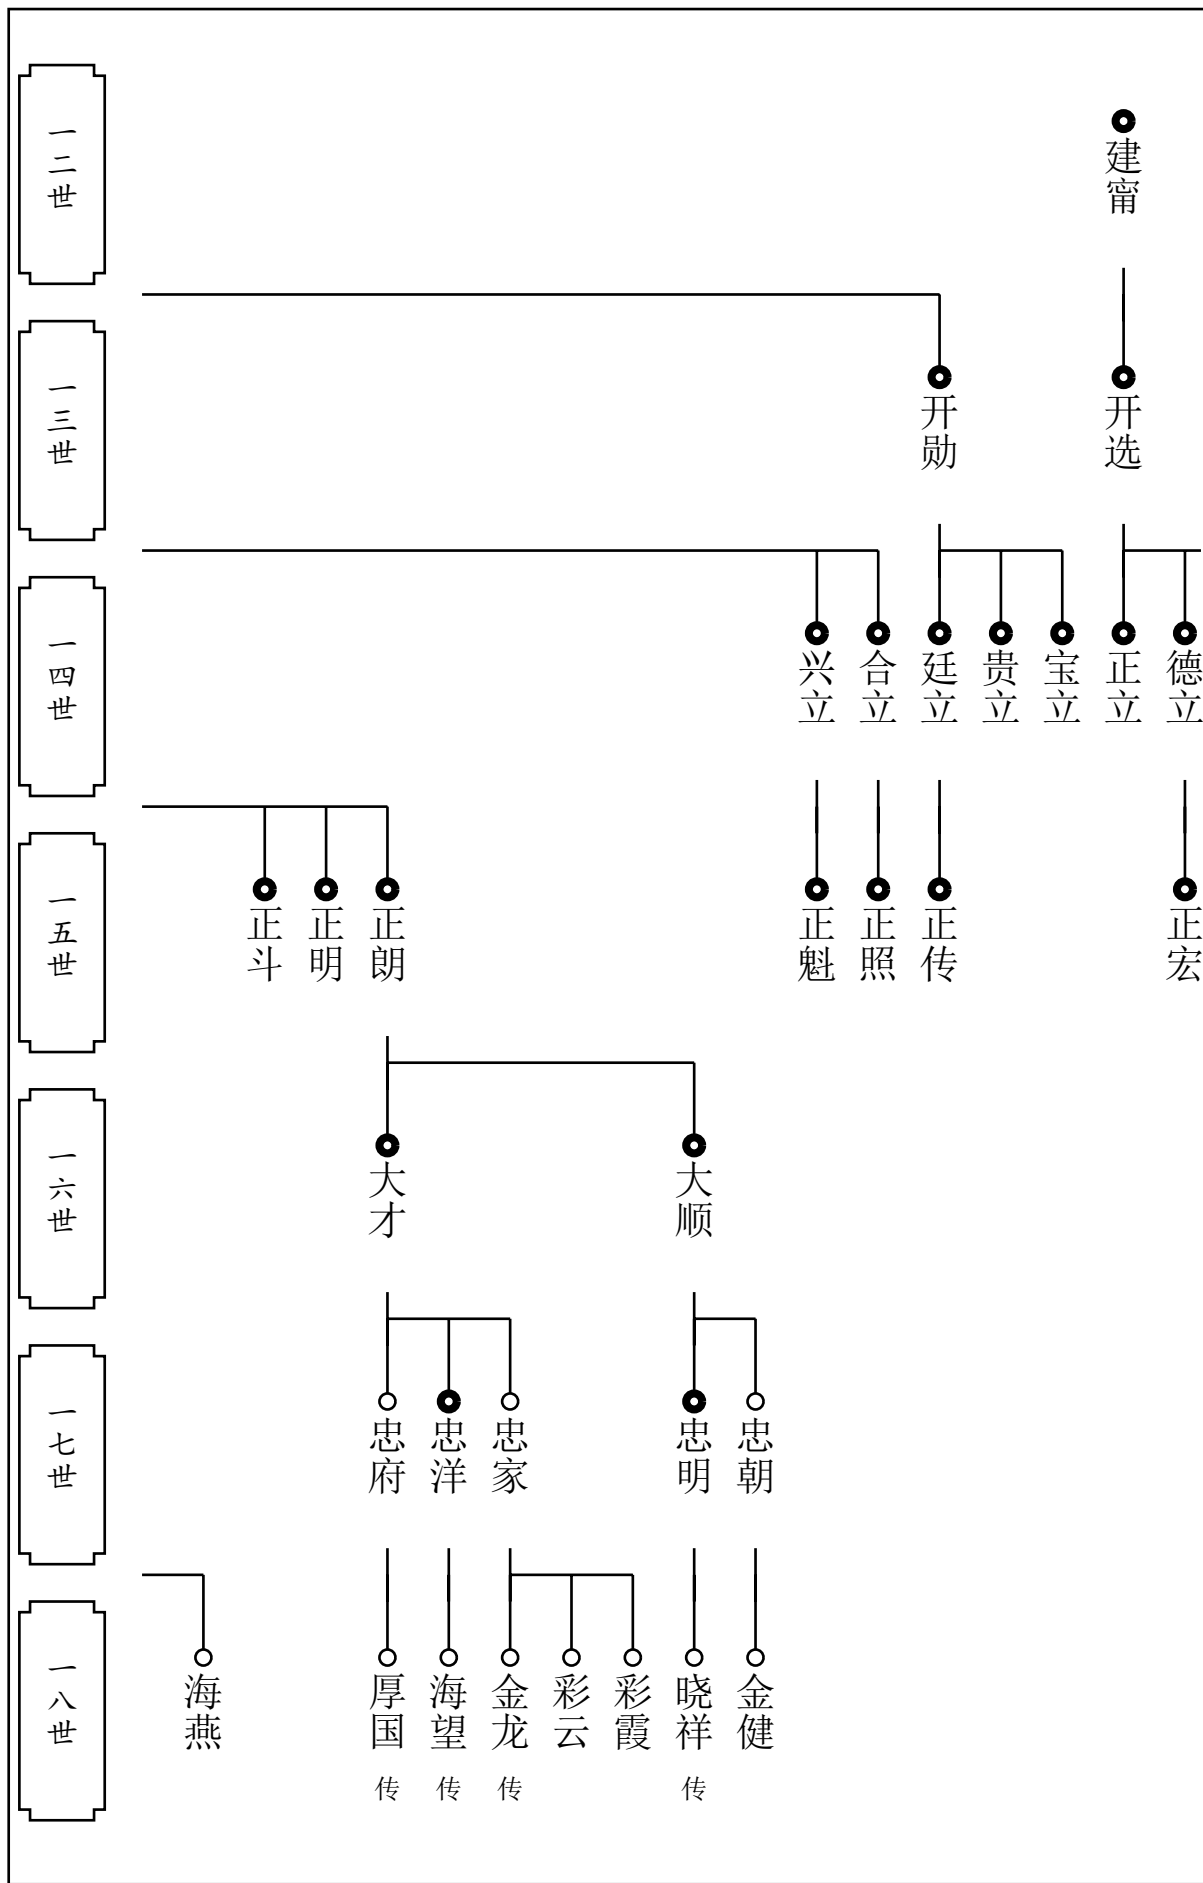 一二世
建甯
一三世
开勋
开选
一四世
兴立
合立
廷立
贵立
宝立
正立
德立
一五世
正斗
正明
正朗
正魁
正照
正传
正宏
一六世
大才
大顺
一七世
忠府
忠洋
忠家
忠明
忠朝
一八世
海燕
厚国
海望
金龙
彩云
彩霞
晓祥
金健
传
传
传
传